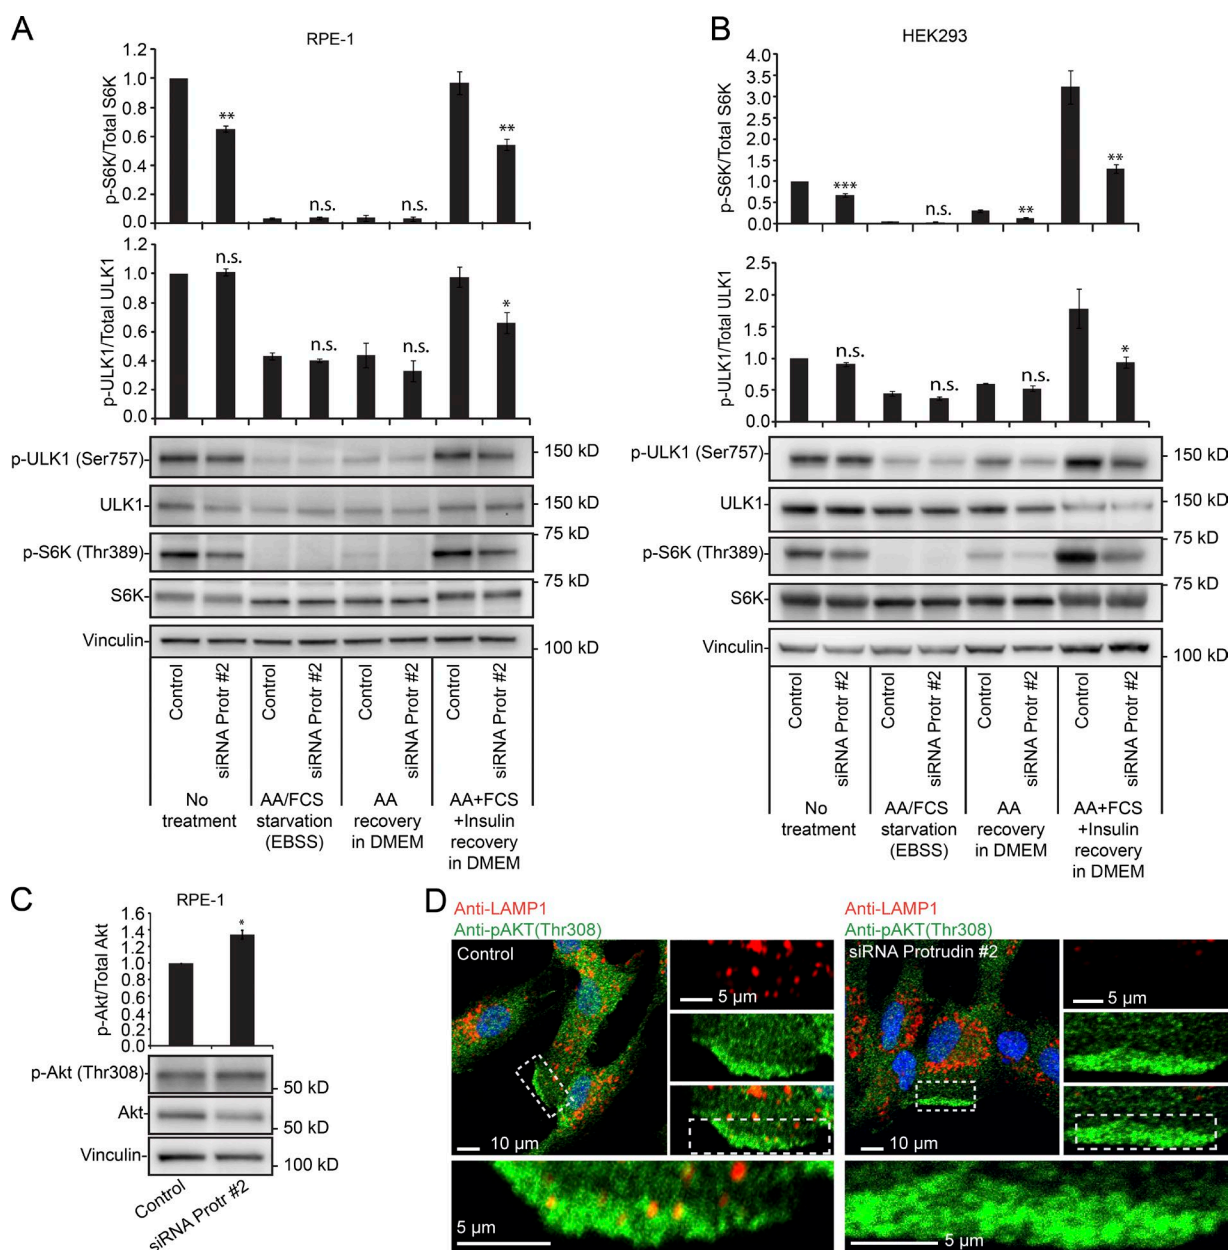 A
RPE-1
p-S6K/Total S6K
1.2
1.0
0.8
0.6
0.4
0.2
0.0
**
n.s.
n.s.
**
p-ULK1/Total ULK1
1.2
1.0
0.8
0.6
0.4
0.2
0.0
n.s.
n.s.
n.s.
*
p-ULK1 (Ser757)
150 kD
ULK1
150 kD
p-S6K (Thr389)
75 kD
S6K
75 kD
Vinculin
100 kD
Control
siRNA Protr #2
Control
siRNA Protr #2
Control
siRNA Protr #2
Control
siRNA Protr #2
No
treatment
AA/FCS
starvation
(EBSS)
AA
recovery
in DMEM
AA+FCS
+Insulin
recovery
in DMEM
B
HEK293
p-S6K/Total S6K
4.0
3.5
3.0
2.5
2.0
1.5
1.0
0.5
0.0
***
n.s.
**
**
p-ULK1/Total ULK1
2.5
2.0
1.5
1.0
0.5
0.0
n.s.
n.s.
n.s.
*
p-ULK1 (Ser757)
150 kD
ULK1
150 kD
p-S6K (Thr389)
75 kD
S6K
75 kD
Vinculin
100 kD
Control
siRNA Protr #2
Control
siRNA Protr #2
Control
siRNA Protr #2
Control
siRNA Protr #2
No
treatment
AA/FCS
starvation
(EBSS)
AA
recovery
in DMEM
AA+FCS
+Insulin
recovery
in DMEM
C
RPE-1
p-Akt/Total Akt
1.6
1.4
1.2
1.0
0.8
0.6
0.4
0.2
0.0
*
p-Akt (Thr308)
50 kD
Akt
50 kD
Vinculin
100 kD
Control
siRNA Protr #2
D
Anti-LAMP1
Anti-pAKT(Thr308)
Control
5 µm
10 µm
5 µm
Anti-LAMP1
Anti-pAKT(Thr308)
siRNA Protrudin #2
5 µm
10 µm
5 µm